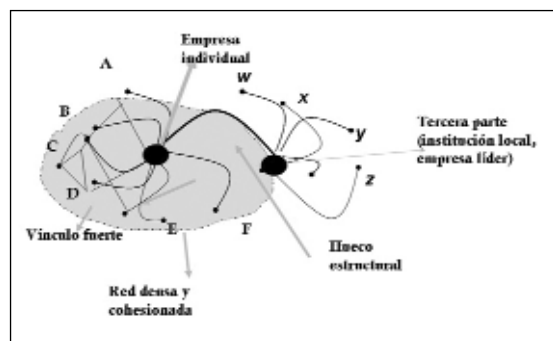 Empresa
individual
A
w
x
B
Tercera parte
(institución local,
empresa líder)
y
C
z
D
E
F
Vínculo fuerte
Hueco
estructural
Red densa y
cohesionada